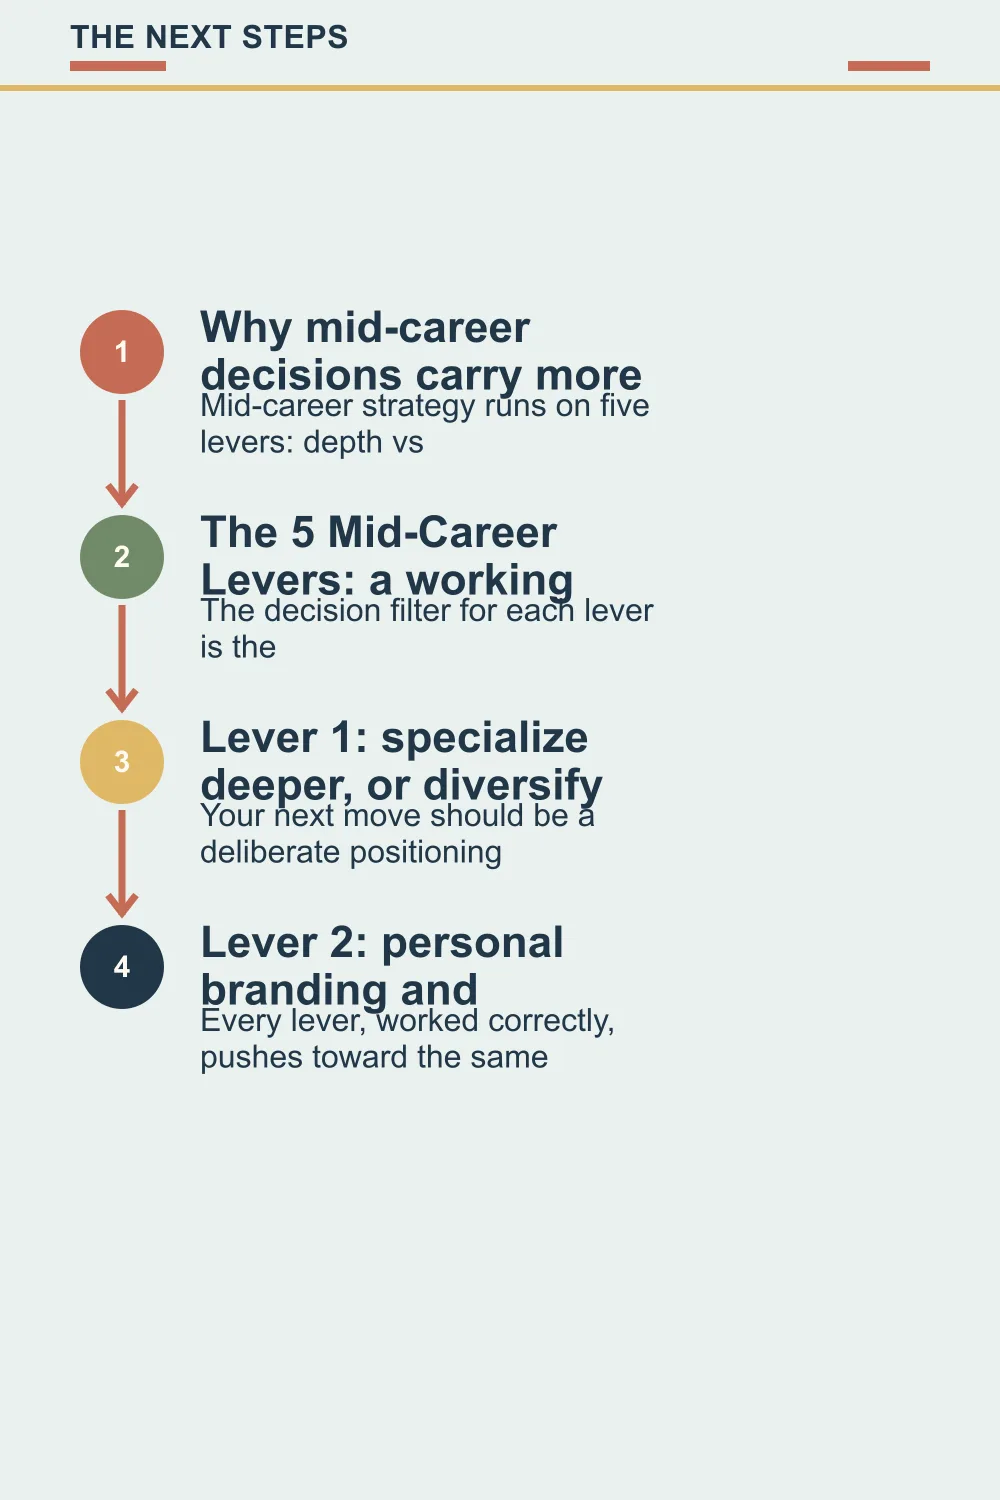 THE NEXT STEPS
1
Why mid-career
decisions carry more
Mid-career strategy runs on five
levers: depth vs
2
The 5 Mid-Career
Levers: a working
The decision filter for each lever
is the
3
Lever 1: specialize
deeper, or diversify
Your next move should be a
deliberate positioning
4
Lever 2: personal
branding and
Every lever, worked correctly,
pushes toward the same